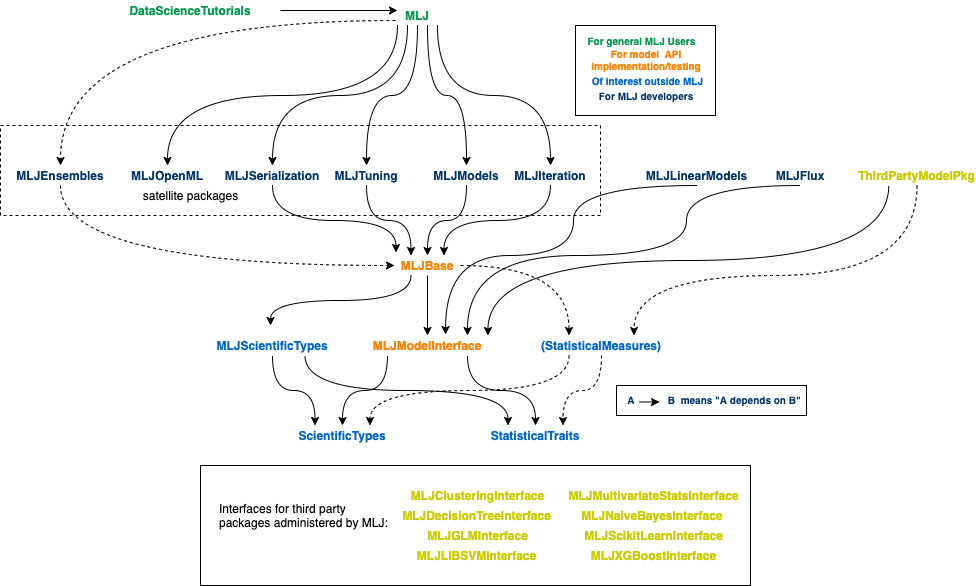 DataScienceTutorials
MLJ
For general MLJ Users
For model API
implementation/testing
Of interest outside MLJ
For MLJ developers
MLJEnsembles
MLJOpenML
MLJSerialization
MLJTuning
MLJModels
MLJIteration
MLJLinearModels
MLJFlux
ThirdPartyModelPkg
satellite packages
MLJBase
MLJScientificTypes
MLJModelInterface
(StatisticalMeasures)
A B means "A depends on B"
ScientificTypes
StatisticalTraits
Interfaces for third party
packages administered by MLJ:
MLJClusteringInterface
MLJDecisionTreeInterface
MLJGLMInterface
MLJLIBSVMInterface
MLJMultivariateStatsInterface
MLJNaiveBayesInterface
MLJScikitLearnInterface
MLJXGBoostInterface